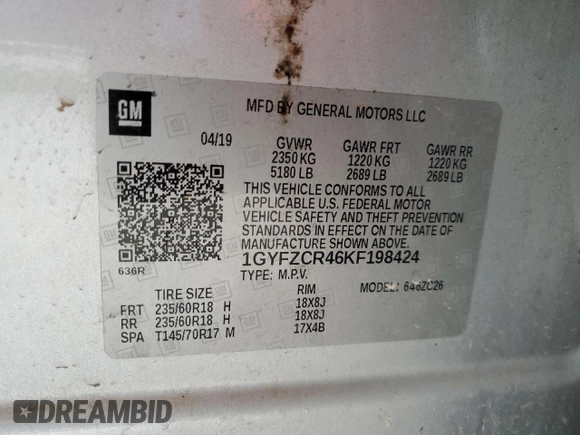 GM
MFD BY GENERAL MOTORS LLC
04/19 GVWR GAWR FRT GAWR RR
2350 KG 1220 KG 1220 KG
5180 LB 2689 LB 2689 LB
THIS VEHICLE CONFORMS TO ALL
APPLICABLE U.S. FEDERAL MOTOR
VEHICLE SAFETY AND THEFT PREVENTION
STANDARDS IN EFFECT ON THE DATE OF
MANUFACTURE SHOWN ABOVE.
1GYFZCR46KF198424
636R
TYPE: M.P.V. MODEL: 646ZC26
TIRE SIZE RIM
FRT 235/60R18 H 18X8J
RR 235/60R18 H 18X8J
SPA T145/70R17 M 17X4B
DREAMBID